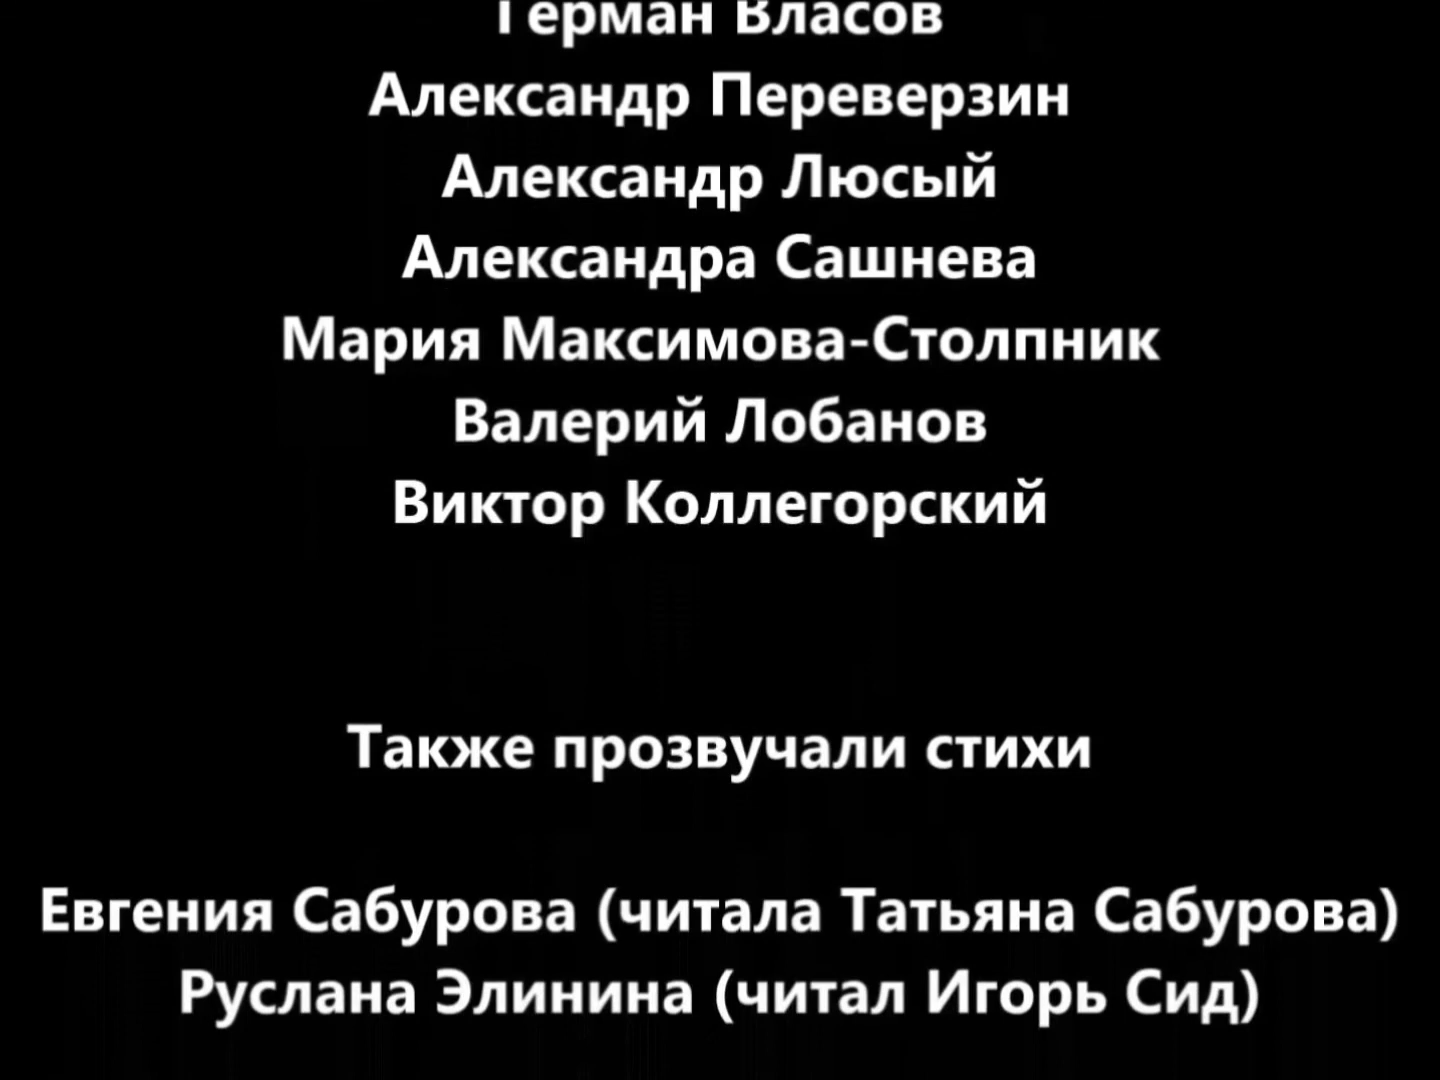 Герман Власов
Александр Переверзин
Александр Люсый
Александра Сашнева
Мария Максимова-Столпник
Валерий Лобанов
Виктор Коллегорский
Также прозвучали стихи
Евгения Сабурова (читала Татьяна Сабурова)
Руслана Элинина (читал Игорь Сид)